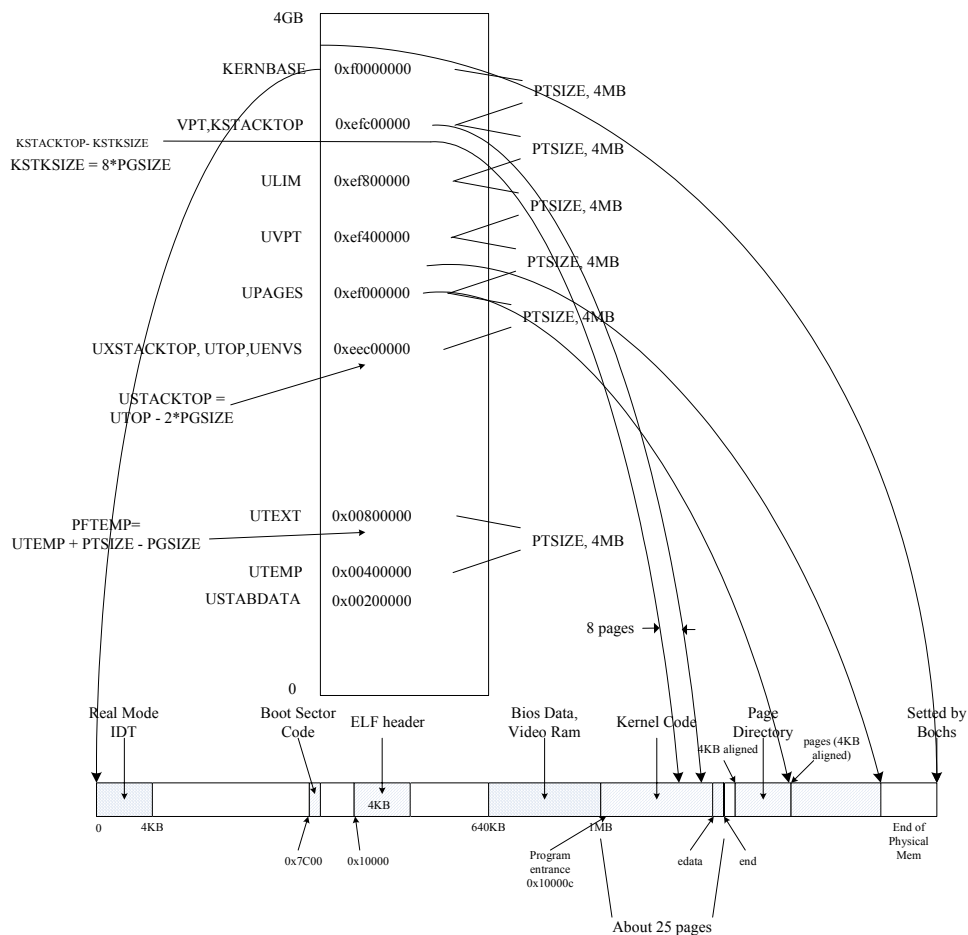 4GB
KERNBASE 0xf0000000
PTSIZE, 4MB
VPT,KSTACKTOP 0xefc00000
KSTACKTOP- KSTKSIZE
KSTKSIZE = 8*PGSIZE
PTSIZE, 4MB
ULIM 0xef800000
PTSIZE, 4MB
UVPT 0xef400000
PTSIZE, 4MB
UPAGES 0xef000000
PTSIZE, 4MB
UXSTACKTOP, UTOP,UENVS 0xeec00000
USTACKTOP =
UTOP - 2*PGSIZE
UTEXT 0x00800000
PFTEMP=
UTEMP + PTSIZE - PGSIZE
PTSIZE, 4MB
UTEMP 0x00400000
USTABDATA 0x00200000
8 pages
0
Real Mode
IDT
Boot Sector
Code
ELF header
Bios Data,
Video Ram
Kernel Code
Page
Directory
4KB aligned
pages (4KB
aligned)
Setted by
Bochs
4KB
0
4KB
640KB
1MB
End of
Physical
Mem
0x7C00
0x10000
Program
entrance
0x10000c
edata
end
About 25 pages